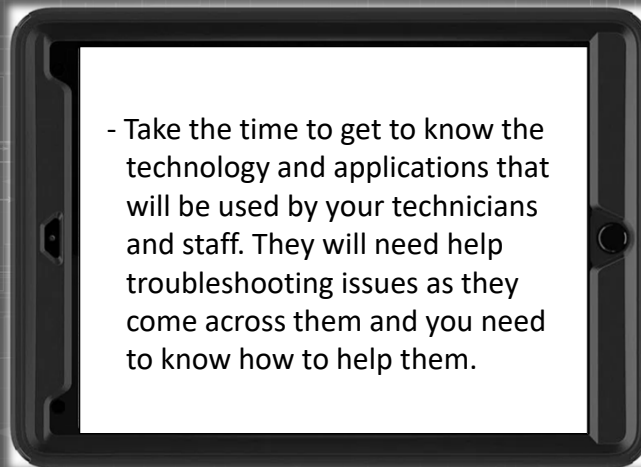 - Take the time to get to know the
technology and applications that
will be used by your technicians
and staff. They will need help
troubleshooting issues as they
come across them and you need
to know how to help them.